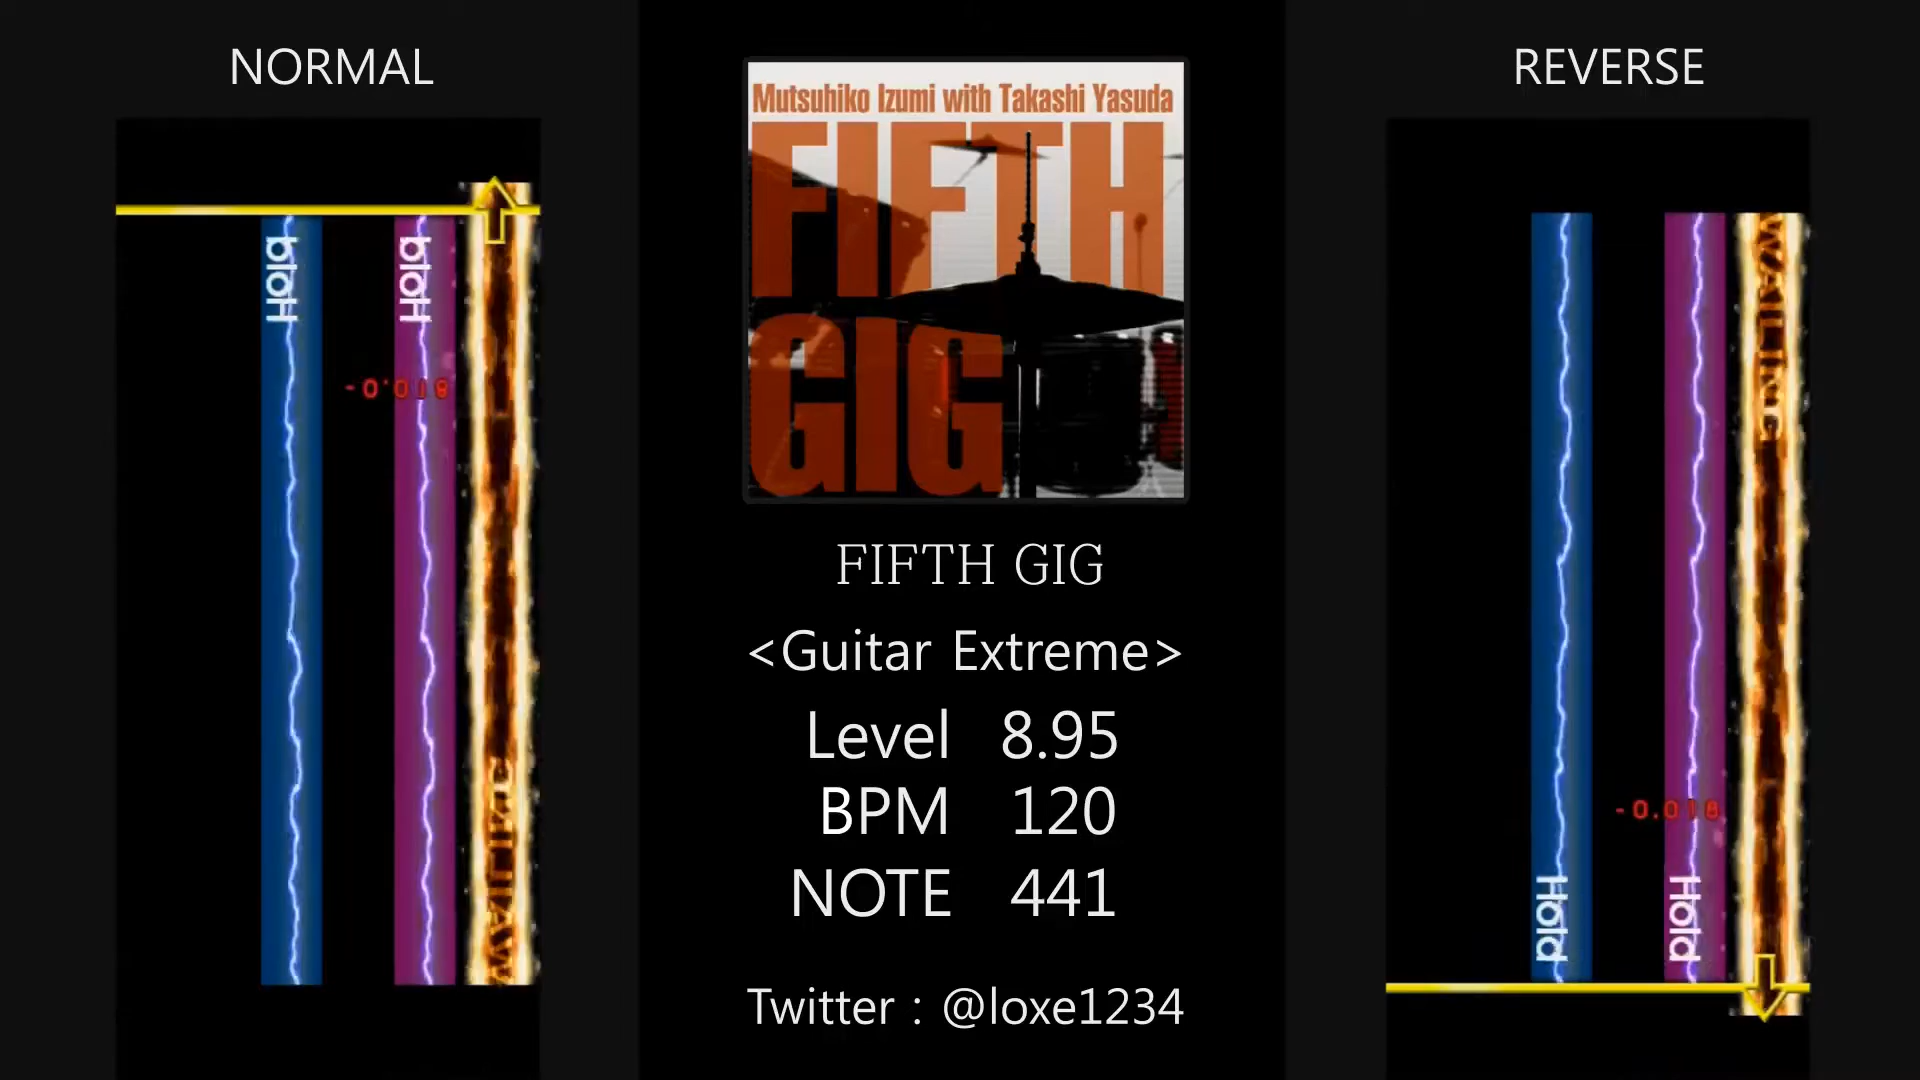 NORMAL
REVERSE
Mutsuhiko Izumi with Takashi Yasuda
FIFTH
GIG
FIFTH GIG
<Guitar Extreme>
Level 8.95
BPM 120
NOTE 441
Twitter : @loxe1234
Hold
Hold
-0.018
WAILING
WAILING
-0.018
Hold
Hold